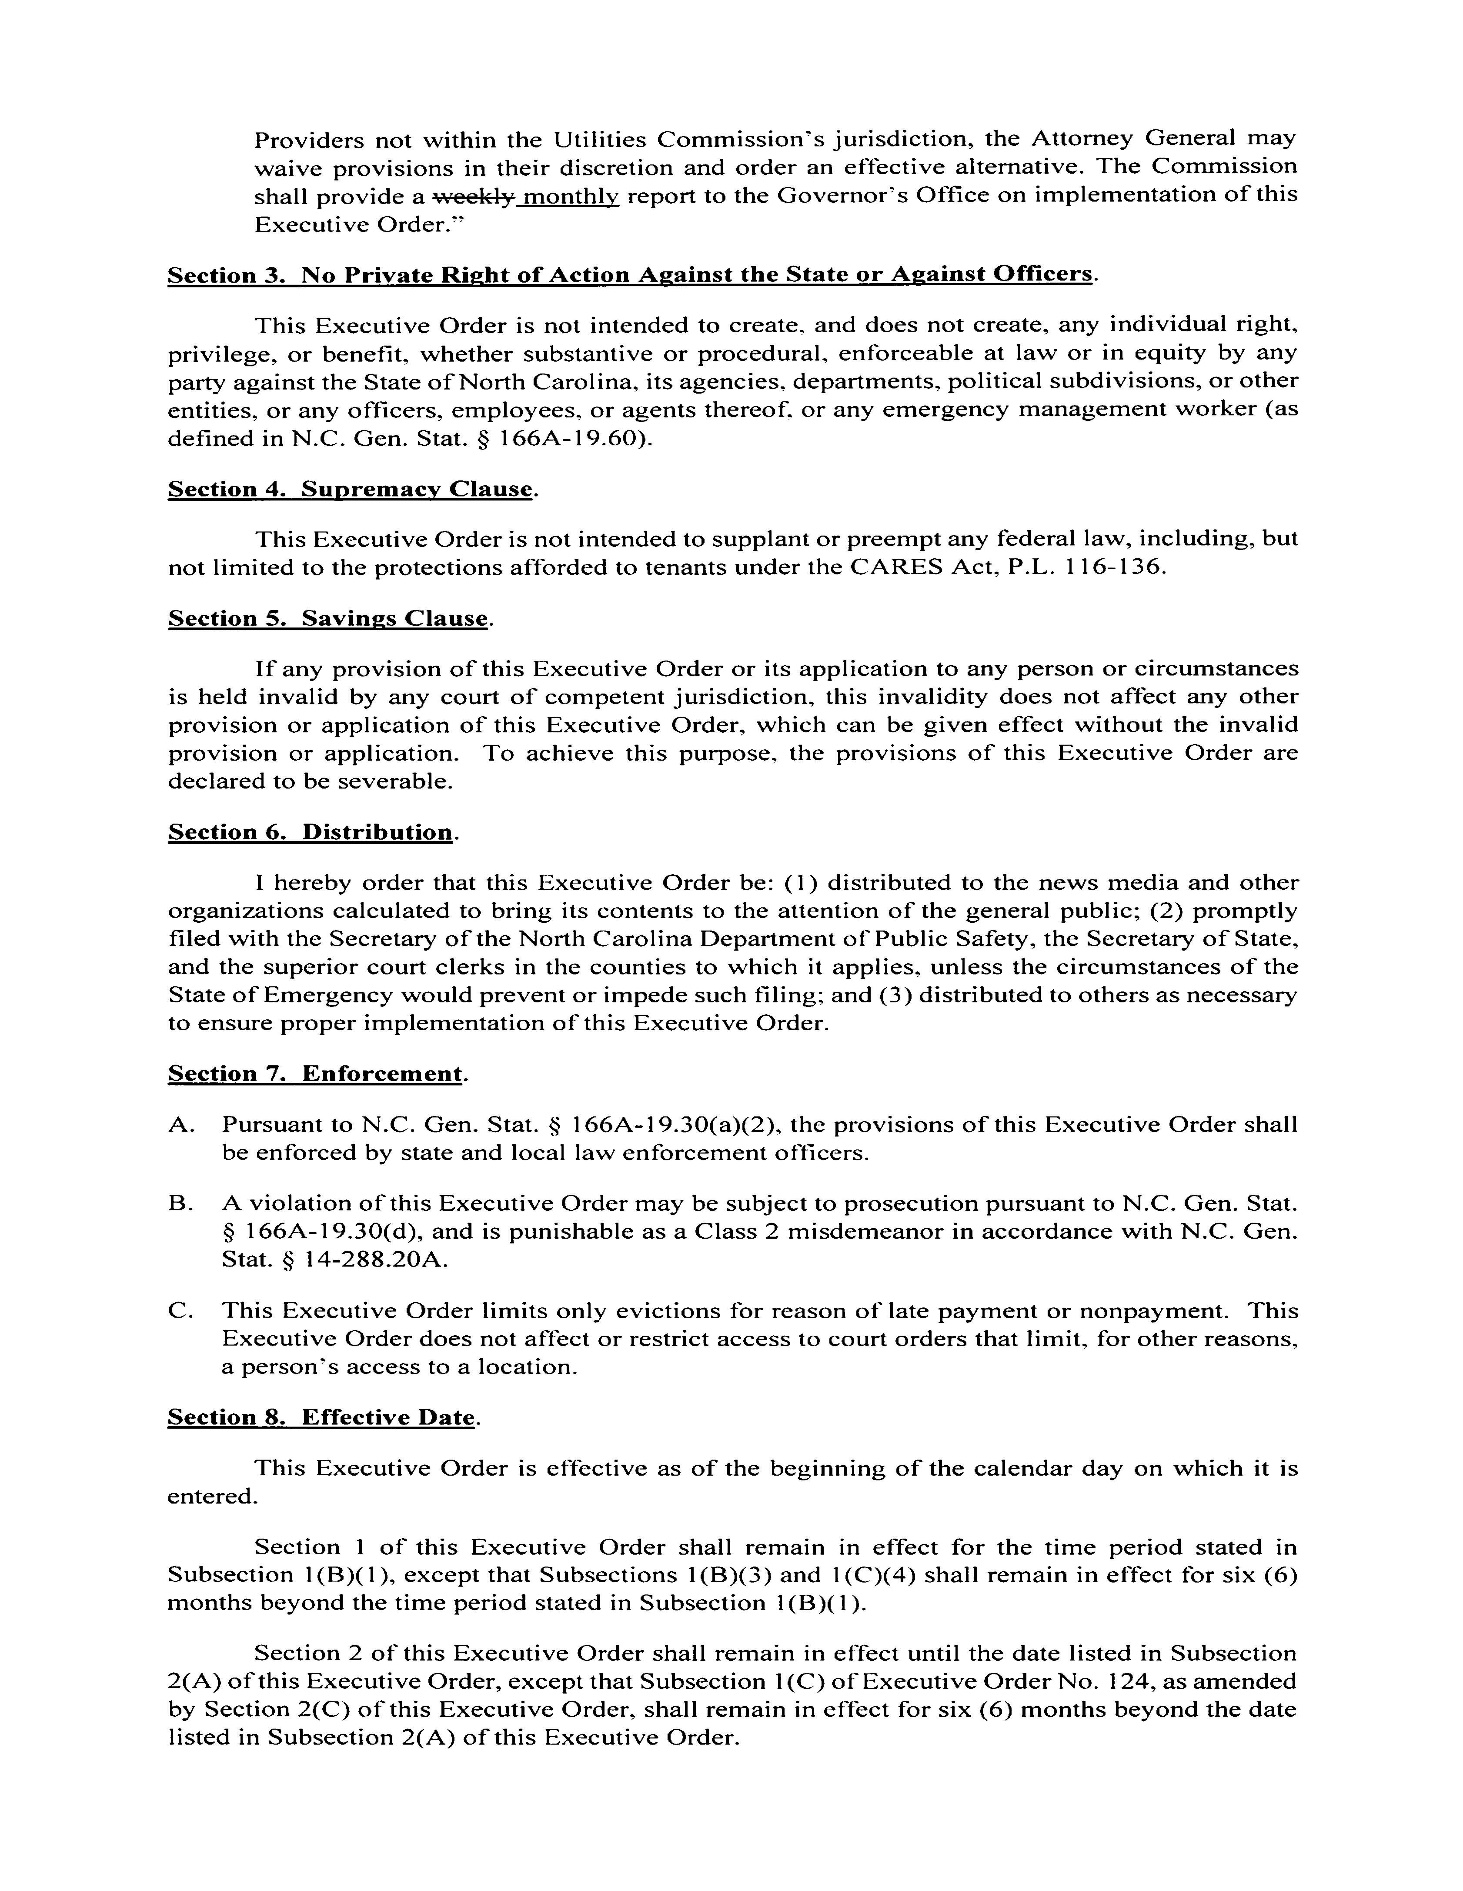 Providers not within the Utilities Commission's jurisdiction, the Attorney General may
waive provisions in their discretion and order an effective alternative. The Commission
shall provide a weekly monthly report to the Governor's Office on implementation of this
Executive Order."
Section 3. No Private Right of Action Against the State or Against Officers.
This Executive Order is not intended to create, and does not create, any individual right,
privilege, or benefit, whether substantive or procedural, enforceable at law or in equity by any
party against the State of North Carolina, its agencies, departments, political subdivisions, or other
entities, or any officers, employees, or agents thereof, or any emergency management worker (as
defined in N.C. Gen. Stat. § 166A-19.60).
Section 4. Supremacy Clause.
This Executive Order is not intended to supplant or preempt any federal law, including, but
not limited to the protections afforded to tenants under the CARES Act, P.L. 116-136.
Section 5. Savings Clause.
If any provision of this Executive Order or its application to any person or circumstances
is held invalid by any court of competent jurisdiction, this invalidity does not affect any other
provision or application of this Executive Order, which can be given effect without the invalid
provision or application. To achieve this purpose, the provisions of this Executive Order are
declared to be severable.
Section 6. Distribution.
I hereby order that this Executive Order be: (1) distributed to the news media and other
organizations calculated to bring its contents to the attention of the general public; (2) promptly
filed with the Secretary of the North Carolina Department of Public Safety, the Secretary of State,
and the superior court clerks in the counties to which it applies, unless the circumstances of the
State of Emergency would prevent or impede such filing; and (3) distributed to others as necessary
to ensure proper implementation of this Executive Order.
Section 7. Enforcement.
A. Pursuant to N.C. Gen. Stat. § 166A-19.30(a)(2), the provisions of this Executive Order shall
be enforced by state and local law enforcement officers.
B. A violation of this Executive Order may be subject to prosecution pursuant to N.C. Gen. Stat.
§ 166A-19.30(d), and is punishable as a Class 2 misdemeanor in accordance with N.C. Gen.
Stat. § 14-288.20A.
C. This Executive Order limits only evictions for reason of late payment or nonpayment. This
Executive Order does not affect or restrict access to court orders that limit, for other reasons,
a person's access to a location.
Section 8. Effective Date.
This Executive Order is effective as of the beginning of the calendar day on which it is
entered.
Section 1 of this Executive Order shall remain in effect for the time period stated in
Subsection 1(B)(1), except that Subsections 1(B)(3) and 1(C)(4) shall remain in effect for six (6)
months beyond the time period stated in Subsection 1(B)(1).
Section 2 of this Executive Order shall remain in effect until the date listed in Subsection
2(A) of this Executive Order, except that Subsection 1(C) of Executive Order No. 124, as amended
by Section 2(C) of this Executive Order, shall remain in effect for six (6) months beyond the date
listed in Subsection 2(A) of this Executive Order.